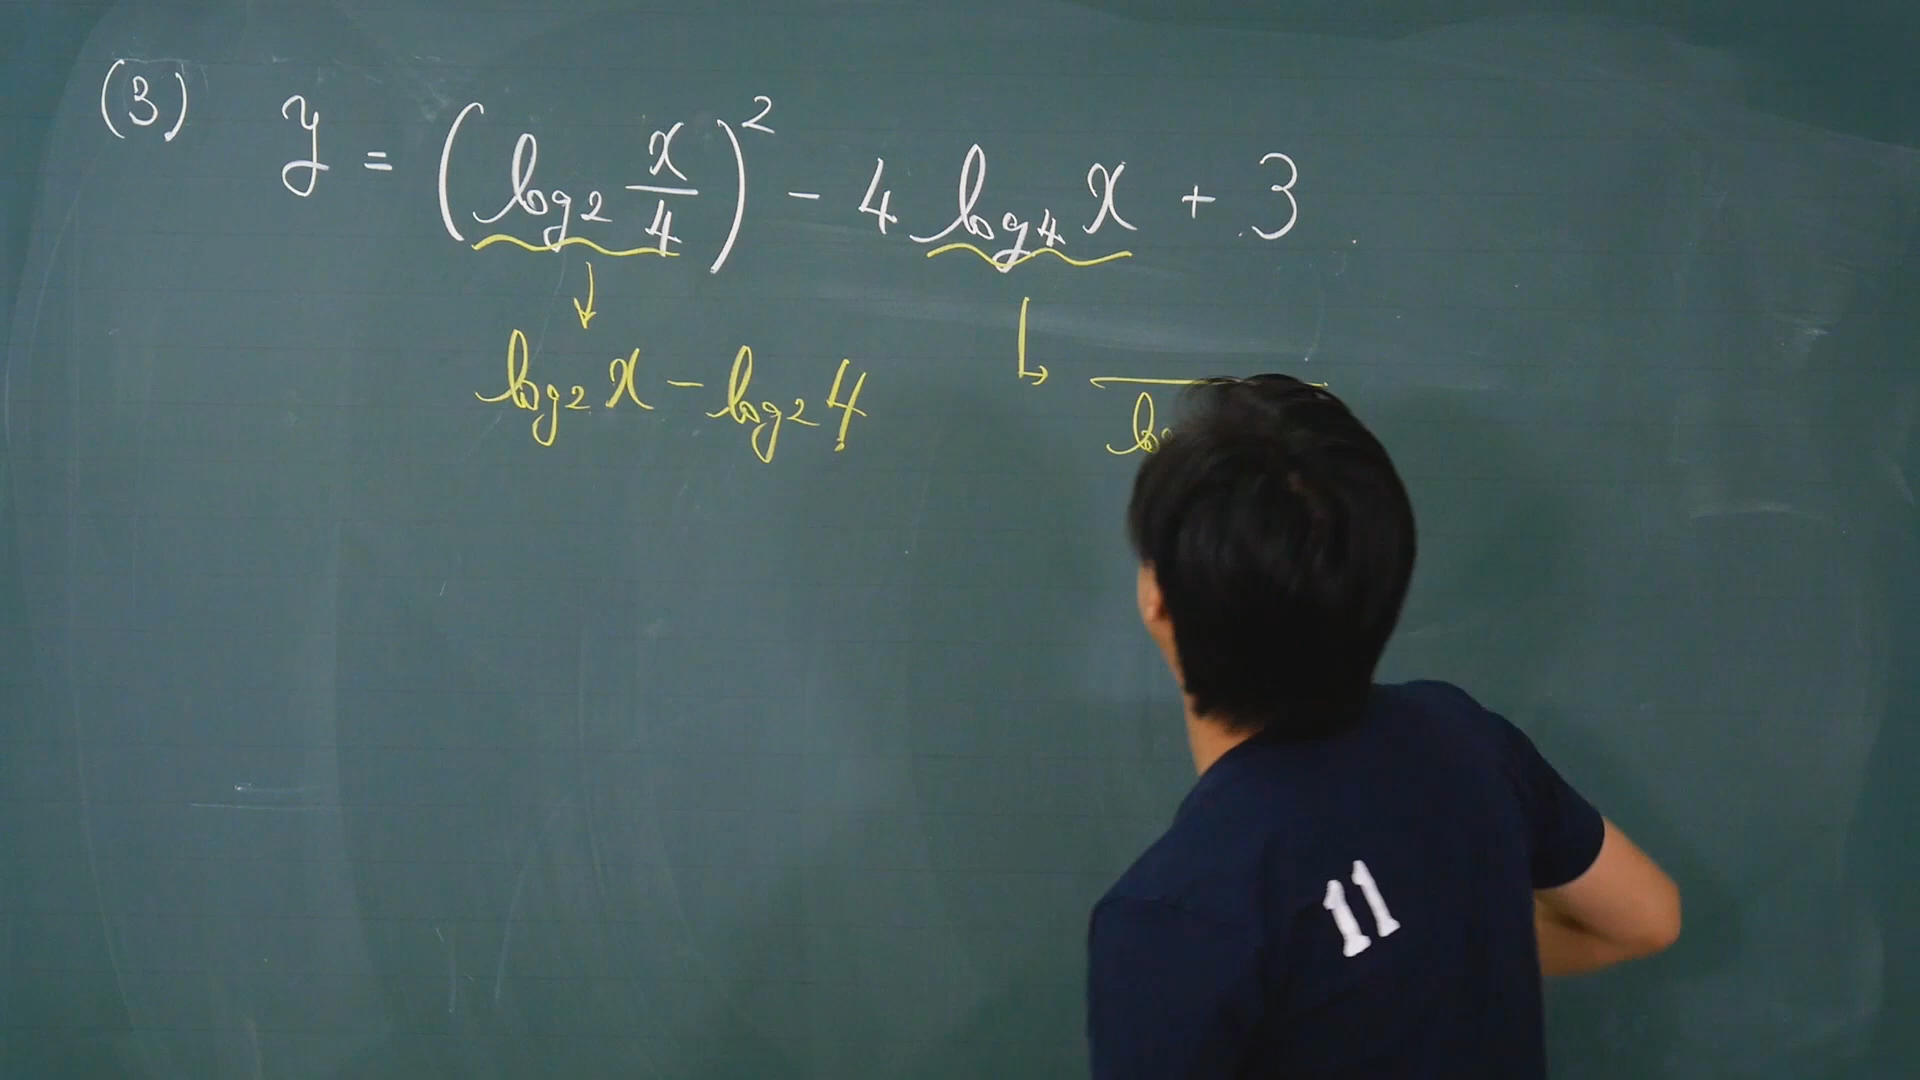 (3) y = (log₂ x/4)² - 4 log₄ x + 3
log₂ x - log₂ 4
11